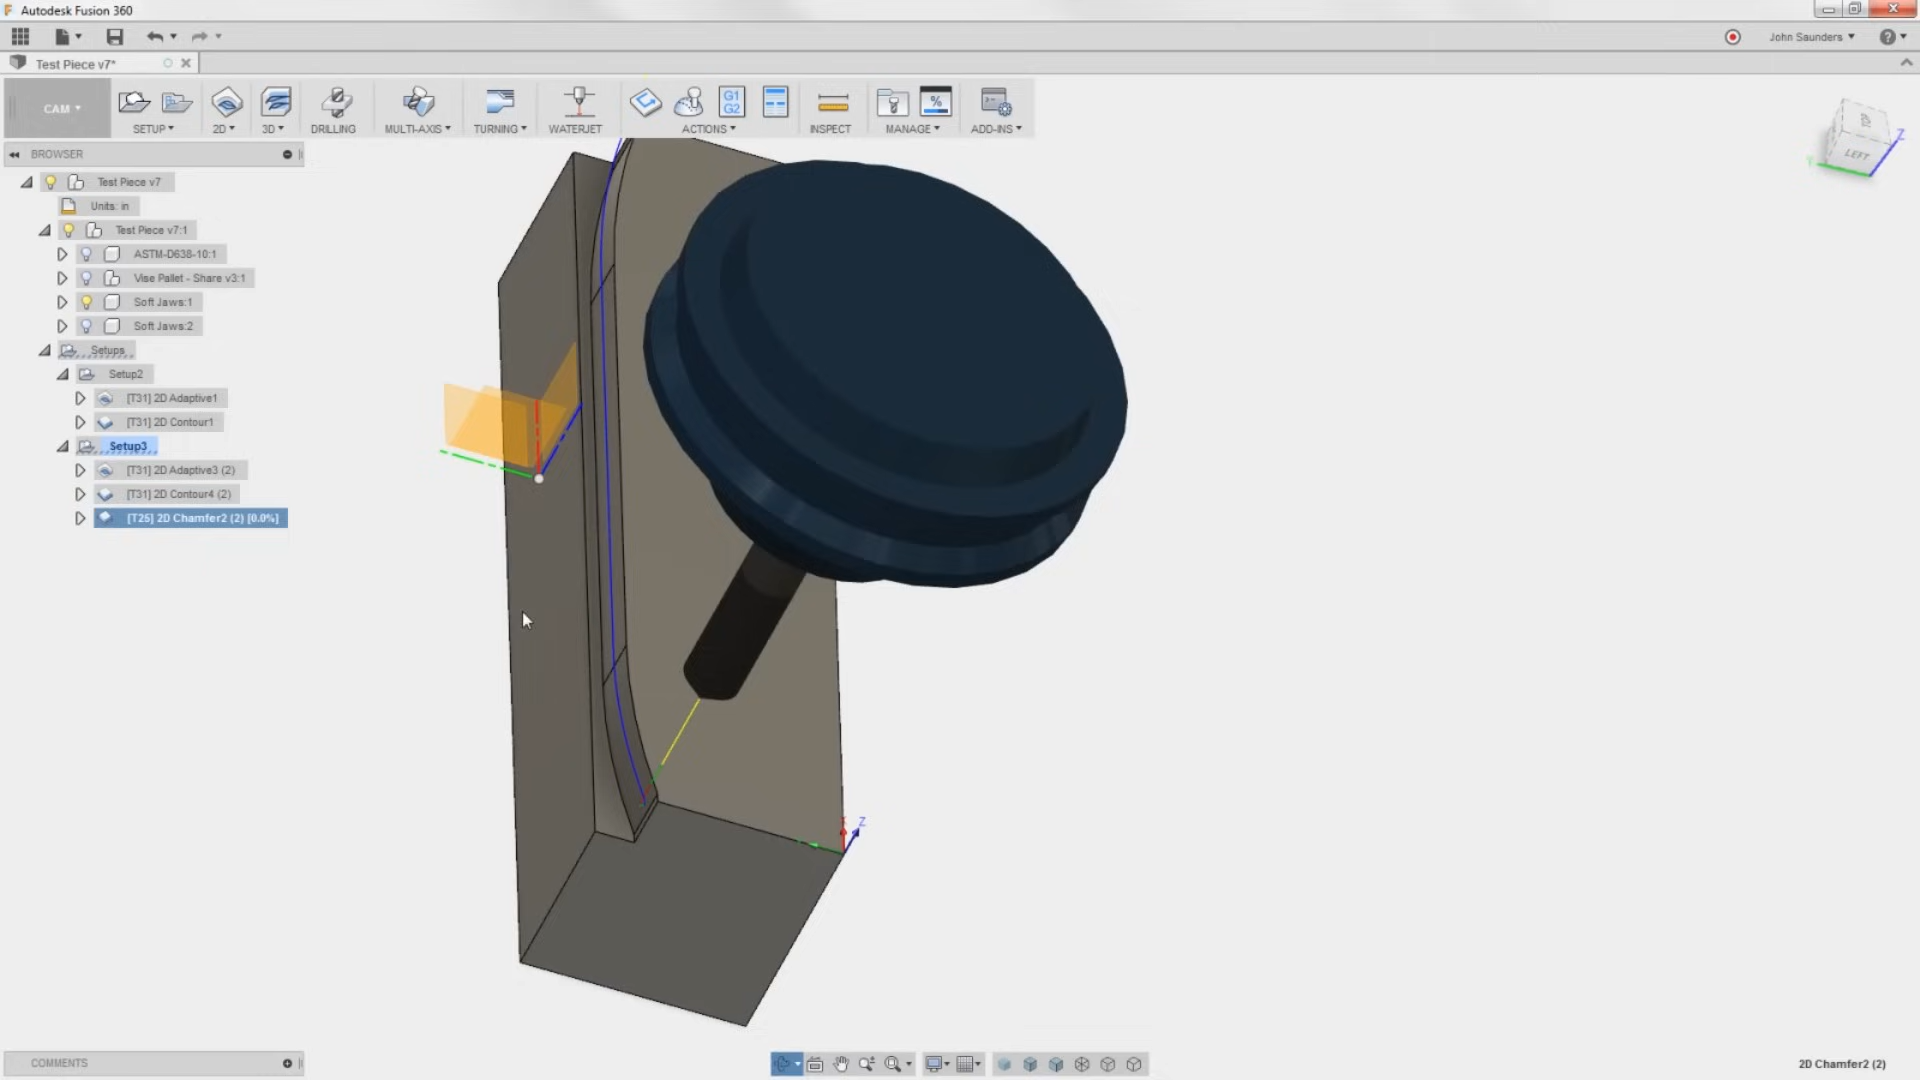 Autodesk Fusion 360
John Saunders
Test Piece v7*
CAM
SETUP
2D
3D
DRILLING
MULTI-AXIS
TURNING
WATERJET
G1
G2
ACTIONS
INSPECT
%
MANAGE
ADD-INS
BROWSER
Test Piece v7
Units: in
Test Piece v7:1
ASTM-D638-10:1
Vise Pallet - Share v3:1
Soft Jaws:1
Soft Jaws:2
Setups
Setup2
[T31] 2D Adaptive1
[T31] 2D Contour1
Setup3
[T31] 2D Adaptive3 (2)
[T31] 2D Contour4 (2)
[T25] 2D Chamfer2 (2) [0.0%]
TOP
LEFT
Z
Y
Z
COMMENTS
2D Chamfer2 (2)